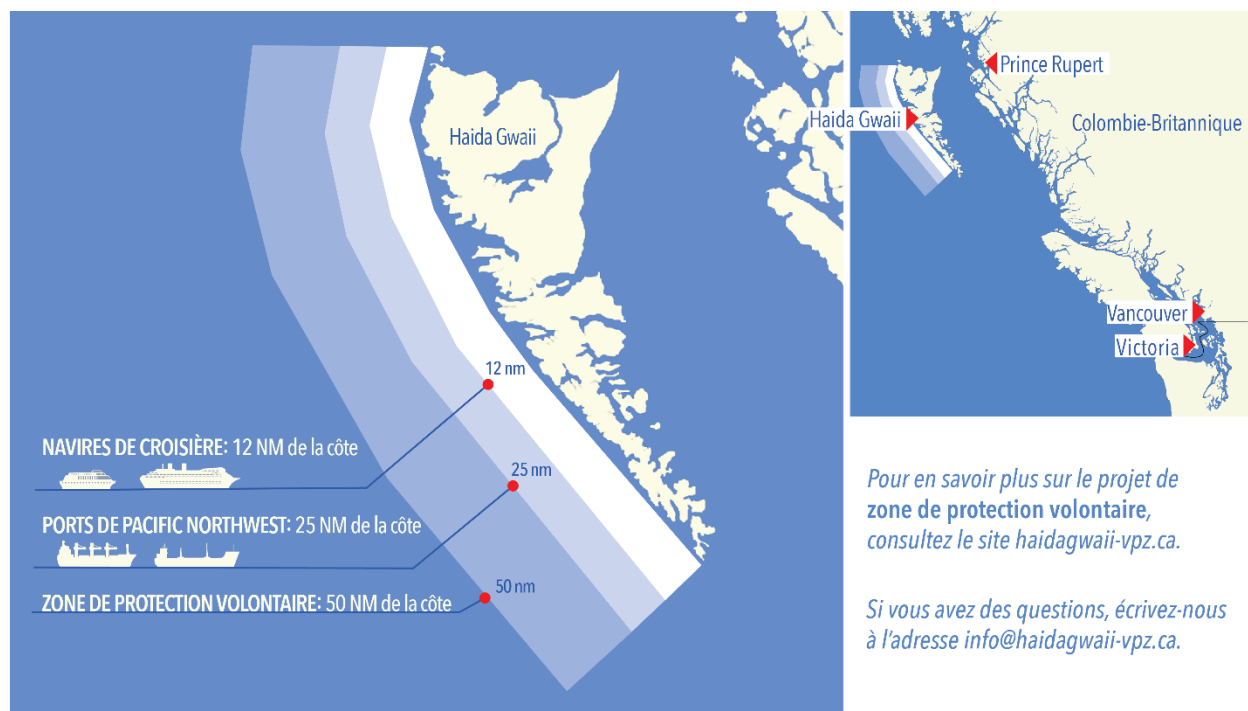 Haida Gwaii
12 nm
NAVIRES DE CROISIÈRE: 12 NM de la côte
25 nm
PORTS DE PACIFIC NORTHWEST: 25 NM de la côte
50 nm
ZONE DE PROTECTION VOLONTAIRE: 50 NM de la côte
Prince Rupert
Haida Gwaii
Colombie-Britannique
Vancouver
Victoria
Pour en savoir plus sur le projet de
zone de protection volontaire,
consultez le site haidagwaii-vpz.ca.
Si vous avez des questions, écrivez-nous
à l'adresse info@haidagwaii-vpz.ca.